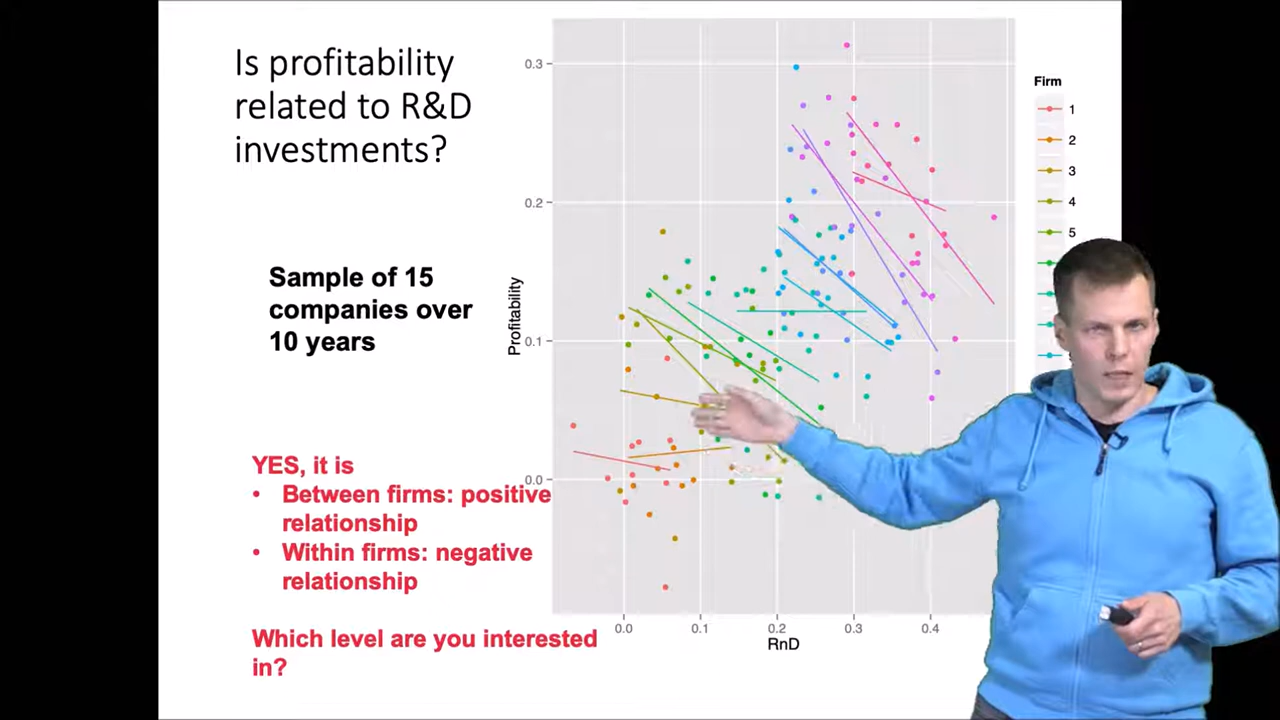 Is profitability
related to R&D
investments?
Sample of 15
companies over
10 years
YES, it is
• Between firms: positive
relationship
• Within firms: negative
relationship
Which level are you interested
in?
Profitability
0.3
0.2
0.1
0.0
0.0 0.1 0.2 0.3 0.4
RnD
Firm
1
2
3
4
5